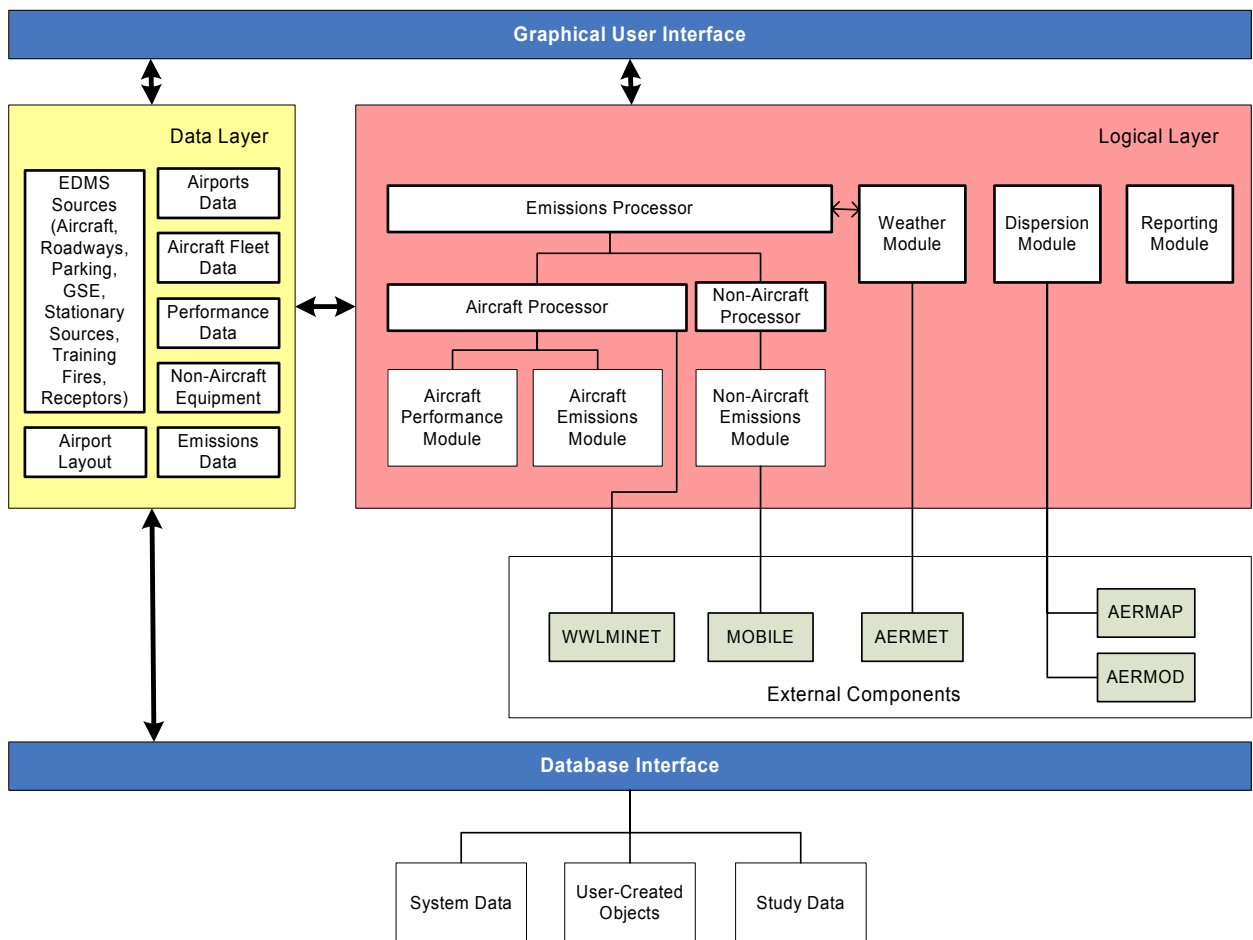 Graphical User Interface
Data Layer
EDMS
Sources
(Aircraft,
Roadways,
Parking,
GSE,
Stationary
Sources,
Training
Fires,
Receptors)
Airports
Data
Aircraft Fleet
Data
Performance
Data
Non-Aircraft
Equipment
Airport
Layout
Emissions
Data
Logical Layer
Emissions Processor
Weather
Module
Dispersion
Module
Reporting
Module
Aircraft Processor
Non-Aircraft
Processor
Aircraft
Performance
Module
Aircraft
Emissions
Module
Non-Aircraft
Emissions
Module
WWLMINET
MOBILE
AERMET
AERMAP
AERMOD
External Components
Database Interface
System Data
User-Created
Objects
Study Data